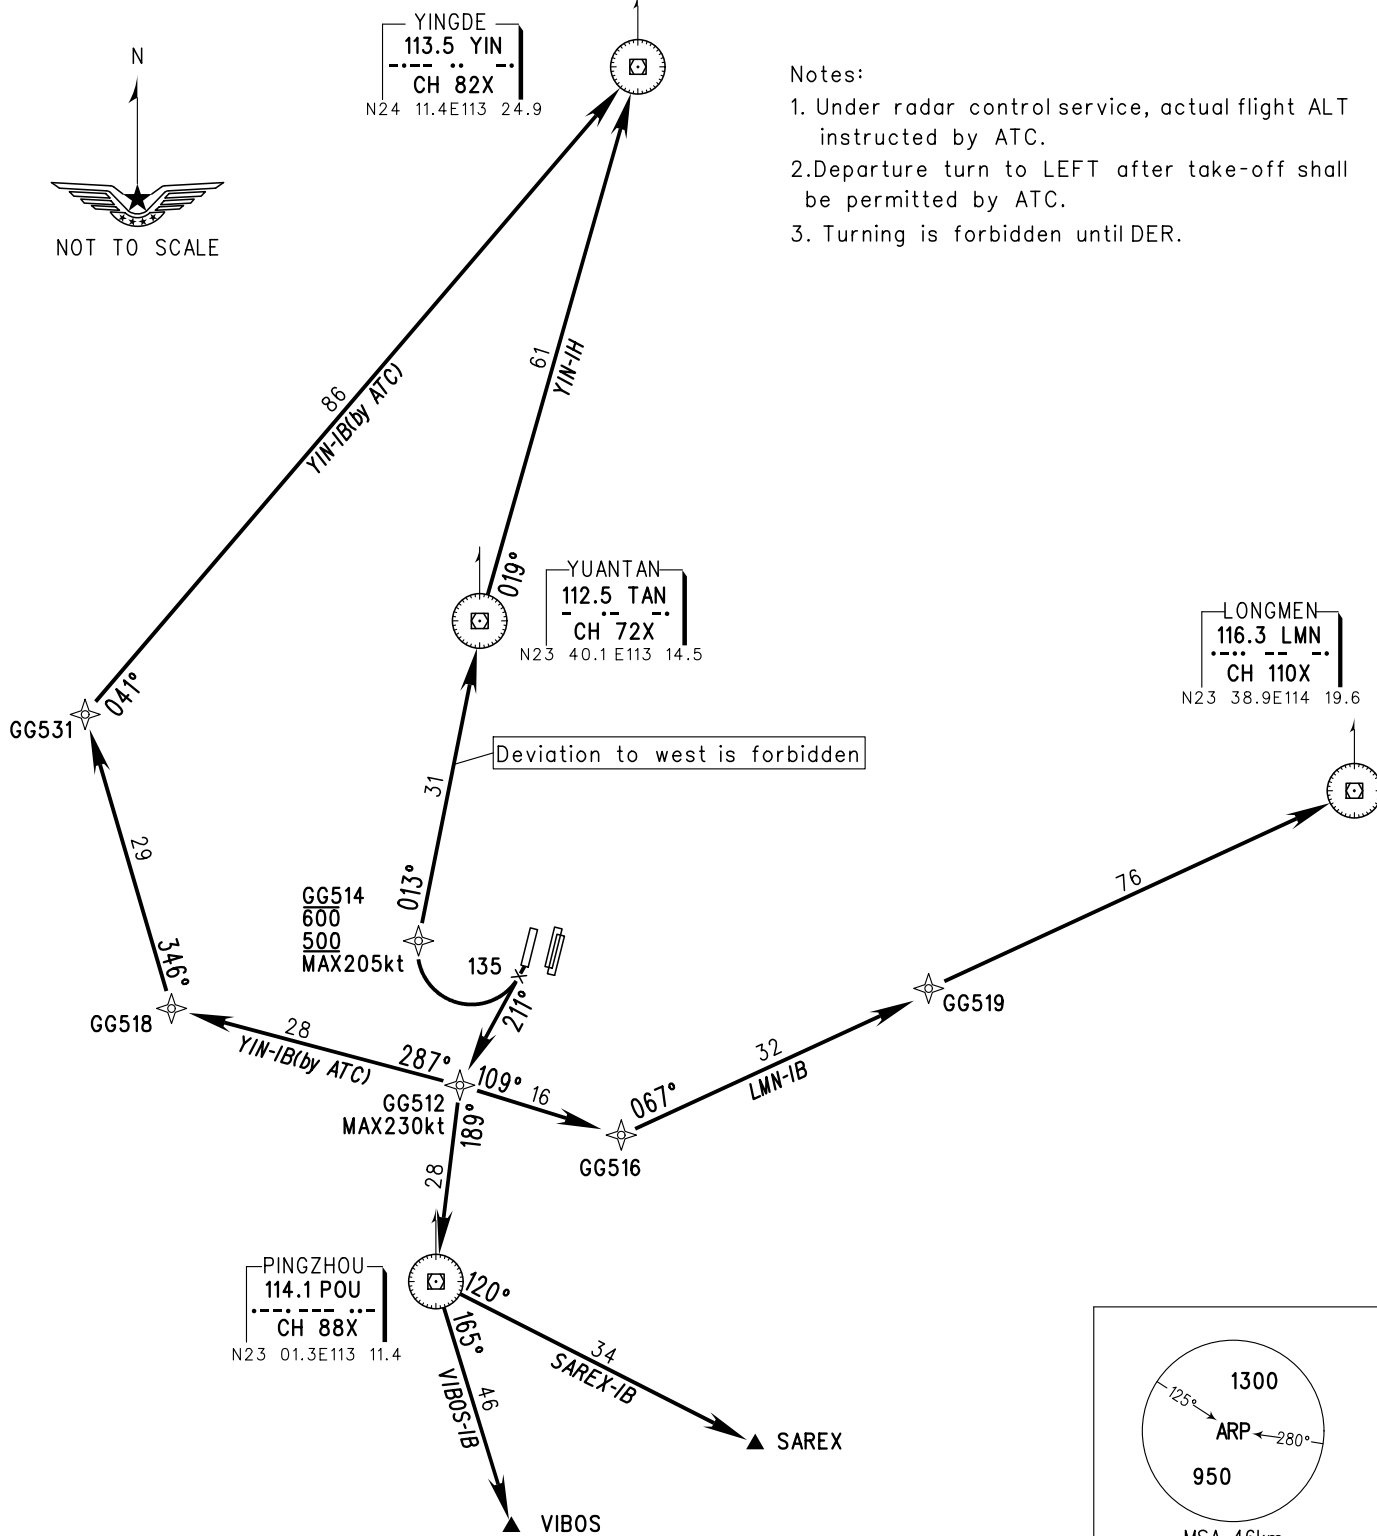 YINGDE
113.5 YIN
CH 82X
N24 11.4E113 24.9
N
NOT TO SCALE
Notes:
1. Under radar control service, actual flight ALT
instructed by ATC.
2.Departure turn to LEFT after take-off shall
be permitted by ATC.
3. Turning is forbidden until DER.
61
YIN-IH
86
YIN-IB(by ATC)
019°
YUANTAN
112.5 TAN
CH 72X
N23 40.1 E113 14.5
LONGMEN
116.3 LMN
CH 110X
N23 38.9E114 19.6
041°
GG531
Deviation to west is forbidden
31
29
013°
76
GG514
600
500
MAX205kt
135
346°
211°
GG518
GG519
28
YIN-IB(by ATC)
287°
109°
16
32
LMN-IB
067°
GG512
MAX230kt
189°
GG516
28
PINGZHOU
114.1 POU
CH 88X
N23 01.3E113 11.4
120°
165°
34
SAREX-IB
46
VIBOS-IB
SAREX
VIBOS
1300
125°
ARP
280°
950
MSA 46km